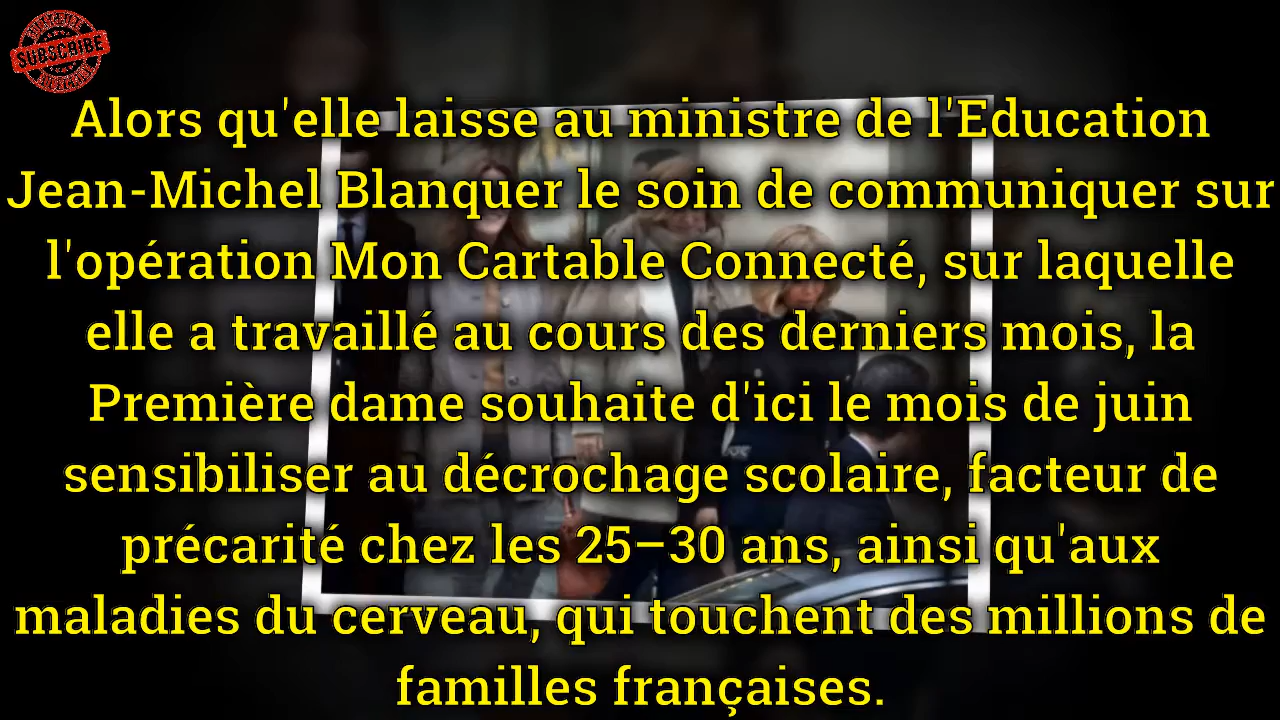 SUBSCRIBE
SUBSCRIBE
SUBSCRIBE
Alors qu'elle laisse au ministre de l'Education
Jean-Michel Blanquer le soin de communiquer sur
l'opération Mon Cartable Connecté, sur laquelle
elle a travaillé au cours des derniers mois, la
Première dame souhaite d'ici le mois de juin
sensibiliser au décrochage scolaire, facteur de
précarité chez les 25–30 ans, ainsi qu'aux
maladies du cerveau, qui touchent des millions de
familles françaises.